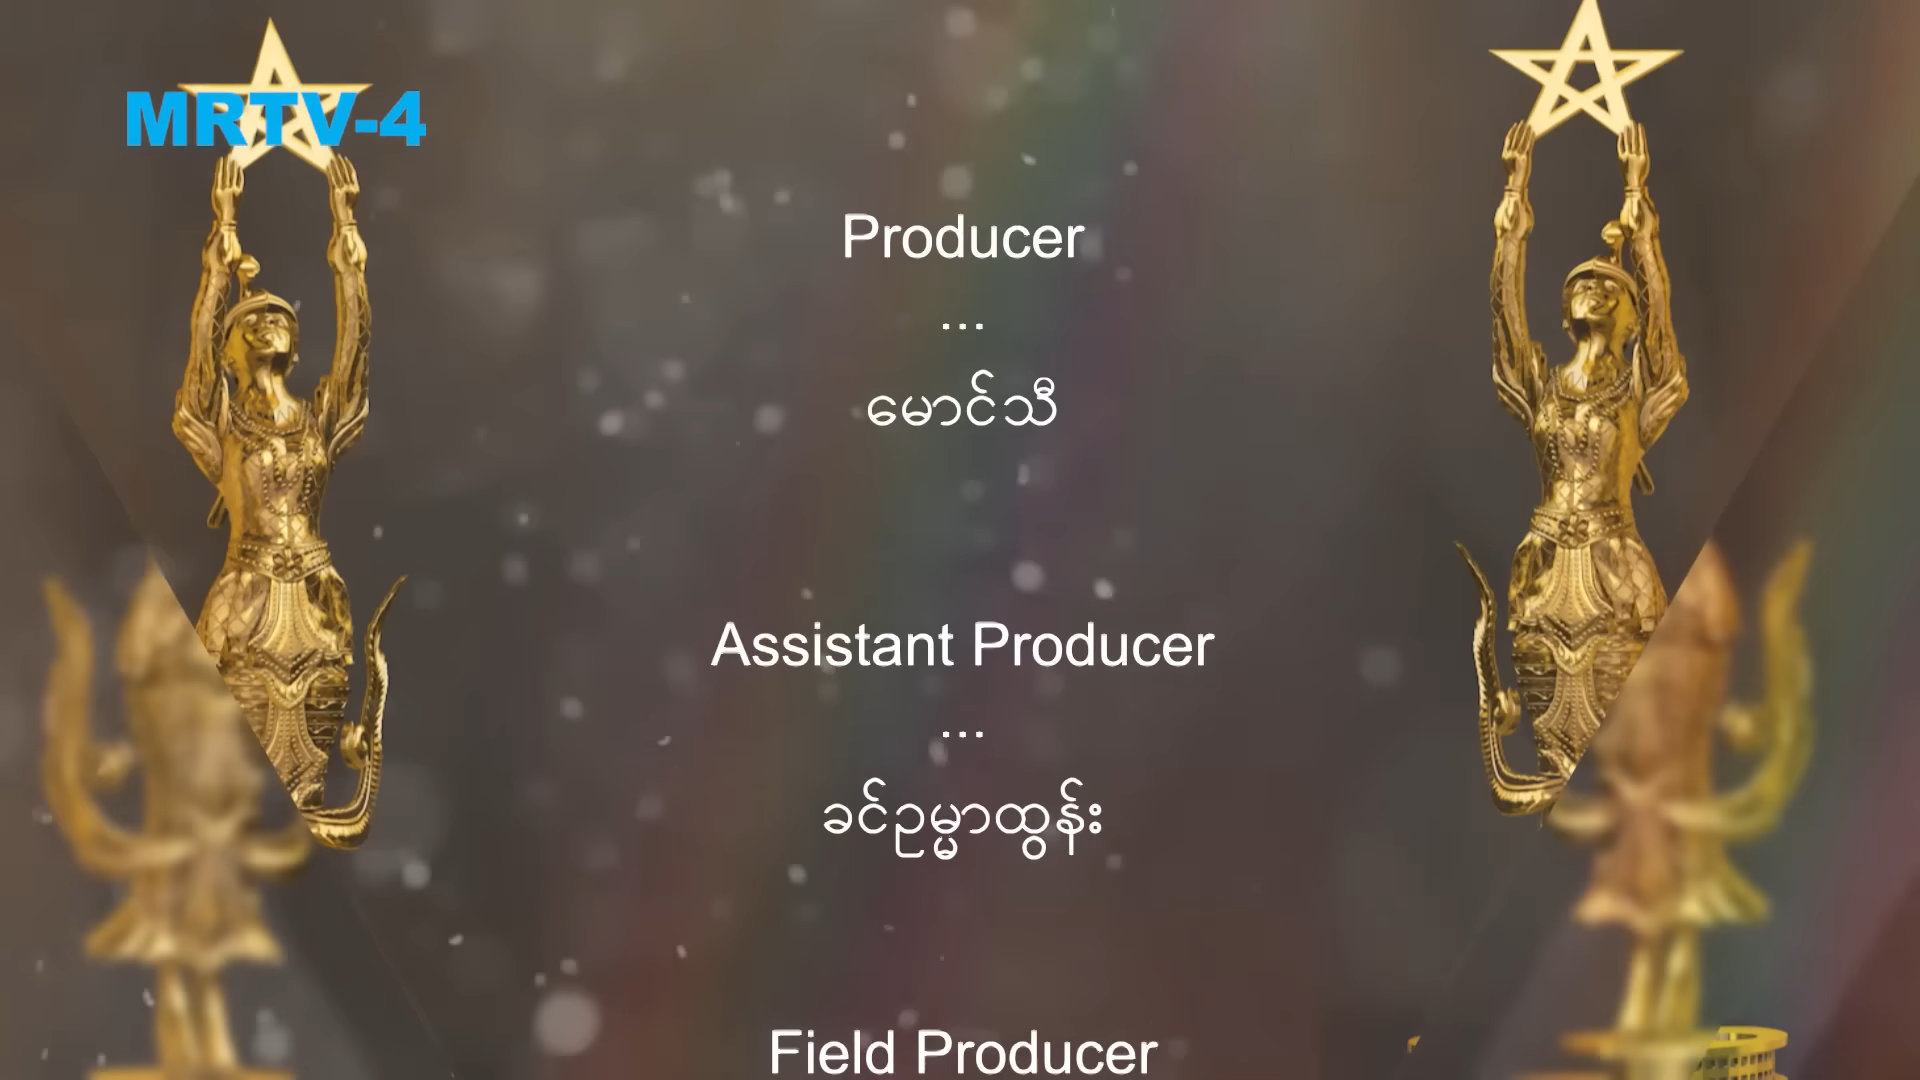 MRTV-4
Producer
...
မောင်သီ
Assistant Producer
...
ခင်ဥမ္မာထွန်း
Field Producer